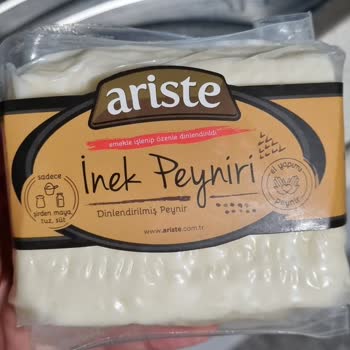 ariste
emekle işlenip özenle dinlendirildi.
İnek Peyniri
Dinlendirilmiş Peynir
www.ariste.com.tr
sadece
şirden maya,
tuz, süt
el yapımı
peynir